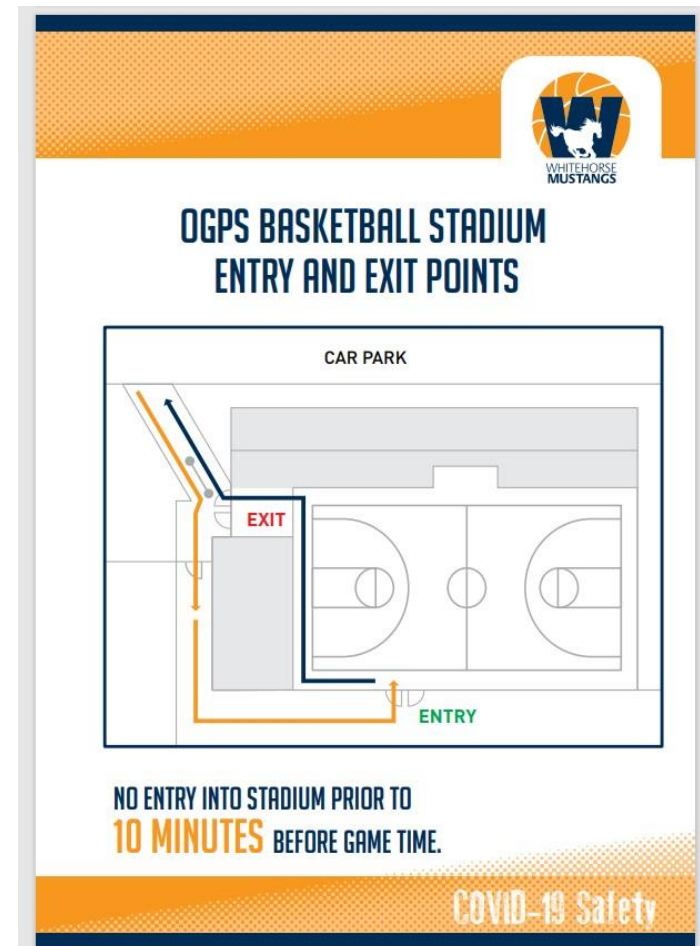 WHITEHORSE
MUSTANGS
OGPS BASKETBALL STADIUM
ENTRY AND EXIT POINTS
CAR PARK
EXIT
ENTRY
NO ENTRY INTO STADIUM PRIOR TO
10 MINUTES BEFORE GAME TIME.
COVID-19 Safety